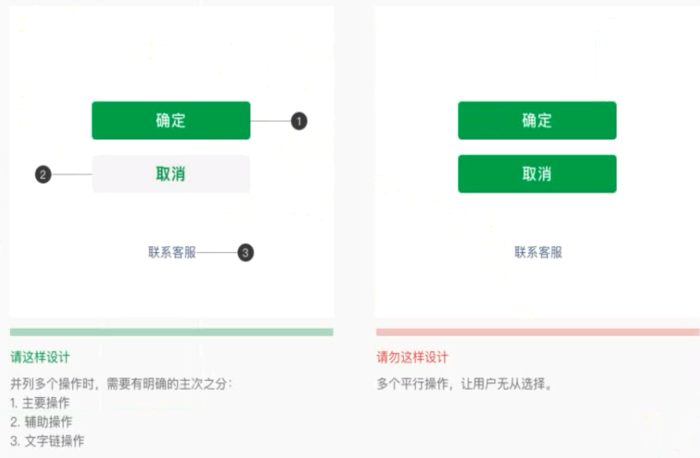 确定
1
取消
2
联系客服
3
请这样设计
并列多个操作时，需要有明确的主次之分：
1. 主要操作
2. 辅助操作
3. 文字链操作
确定
取消
联系客服
请勿这样设计
多个平行操作，让用户无从选择。